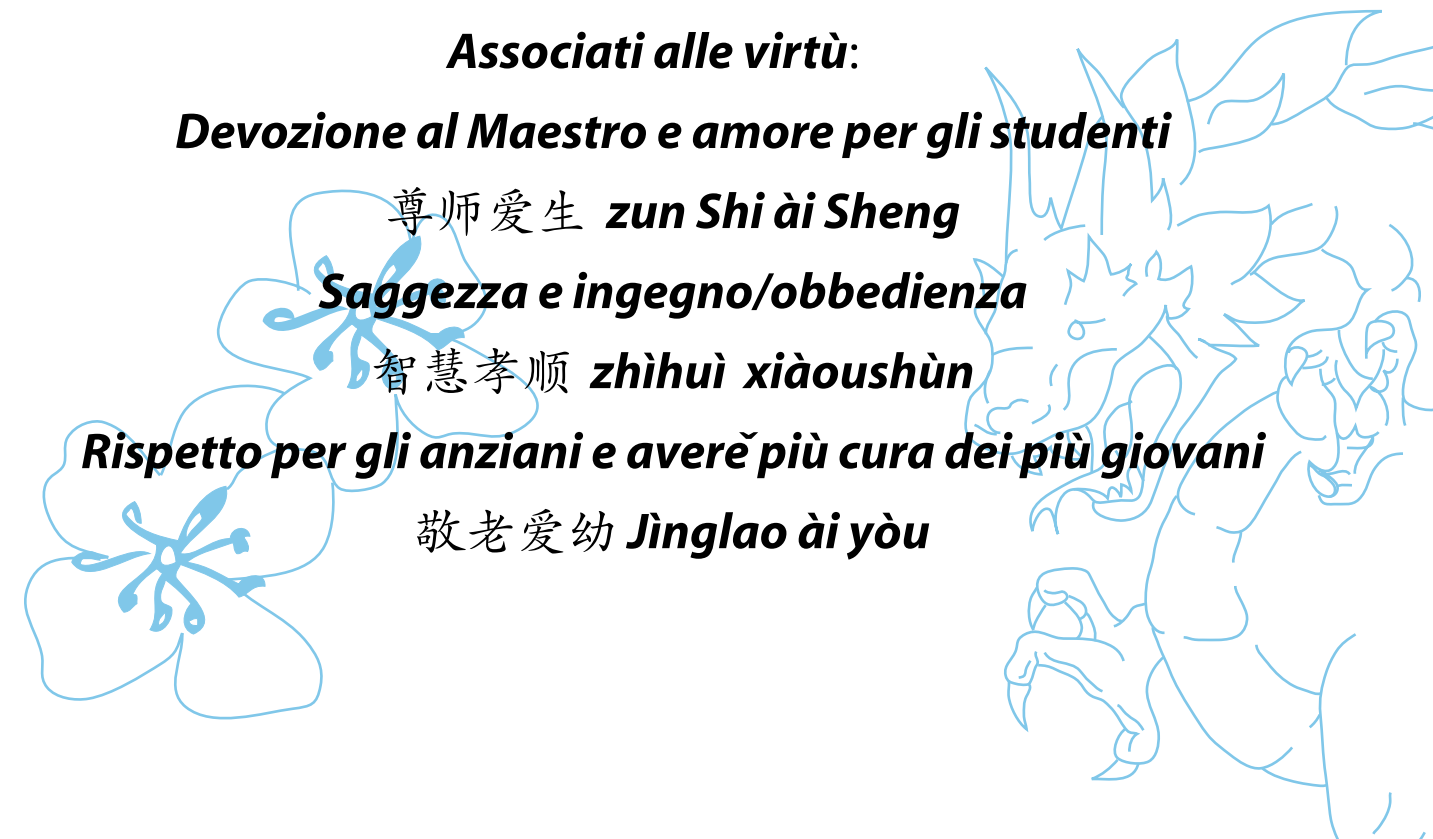 Associati alle virtù:
Devozione al Maestro e amore per gli studenti
尊师爱生 zun Shi ài Sheng
Saggezza e ingegno/obbedienza
智慧孝顺 zhìhuì xiàoushùn
Rispetto per gli anziani e averě più cura dei più giovani
敬老爱幼 Jìnglao ài yòu